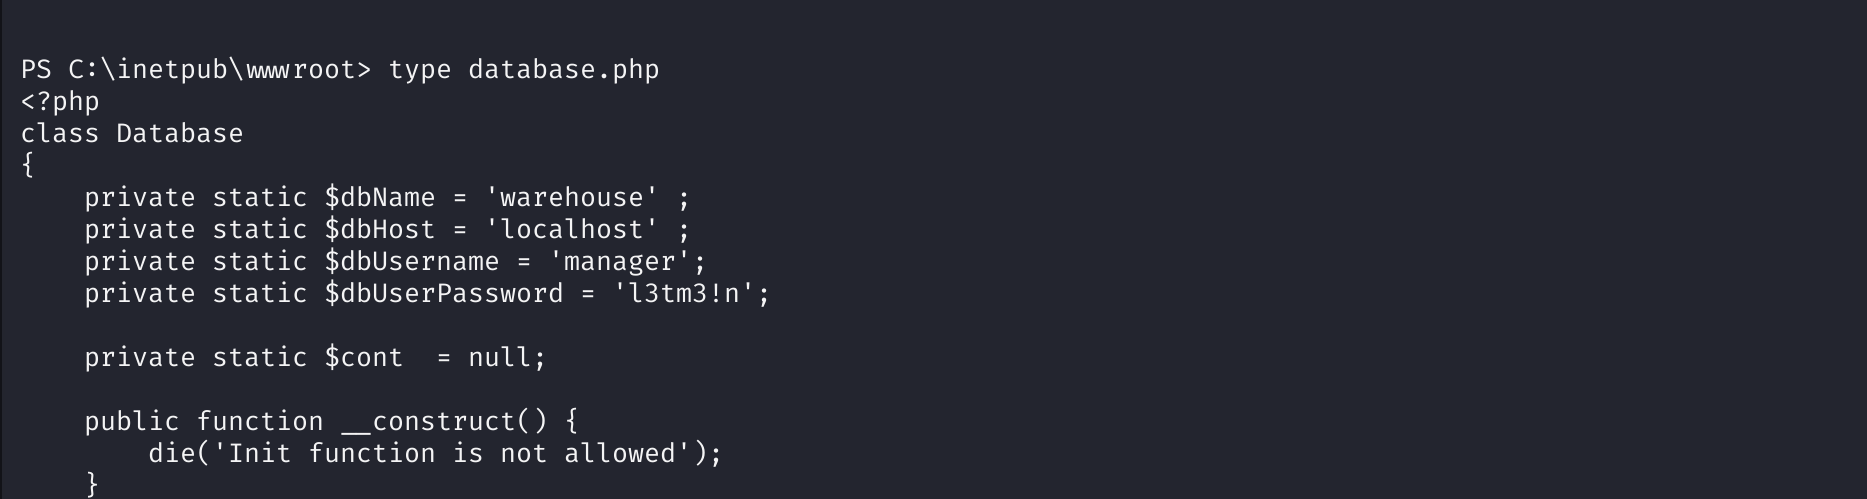 PS C:\inetpub\wwwroot> type database.php
<?php
class Database
{
    private static $dbName = 'warehouse' ;
    private static $dbHost = 'localhost' ;
    private static $dbUsername = 'manager';
    private static $dbUserPassword = 'l3tm3!n';

    private static $cont  = null;

    public function __construct() {
        die('Init function is not allowed');
    }